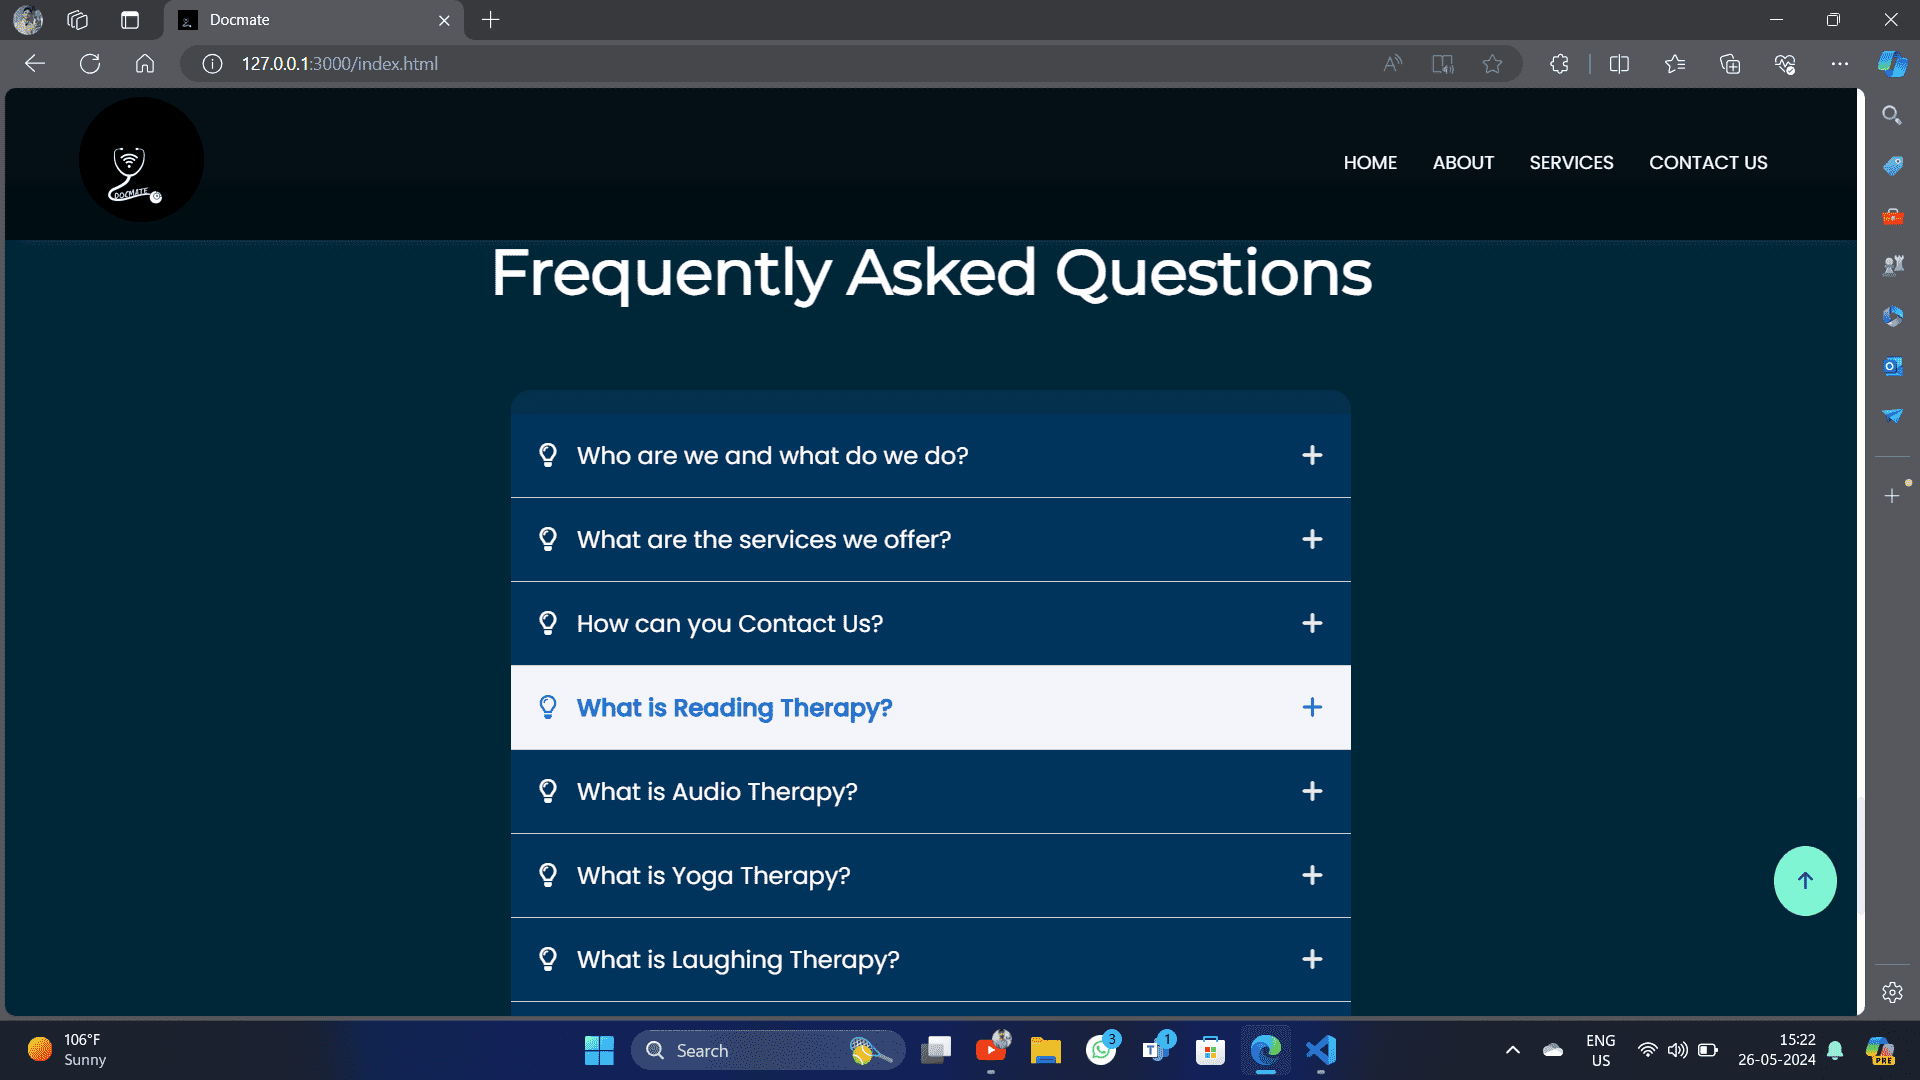 Docmate
127.0.0.1:3000/index.html
DOCMATE
HOME ABOUT SERVICES CONTACT US
Frequently Asked Questions
Who are we and what do we do?
What are the services we offer?
How can you Contact Us?
What is Reading Therapy?
What is Audio Therapy?
What is Yoga Therapy?
What is Laughing Therapy?
106°F
Sunny
Search
3
1
ENG
US
15:22
26-05-2024
PRE